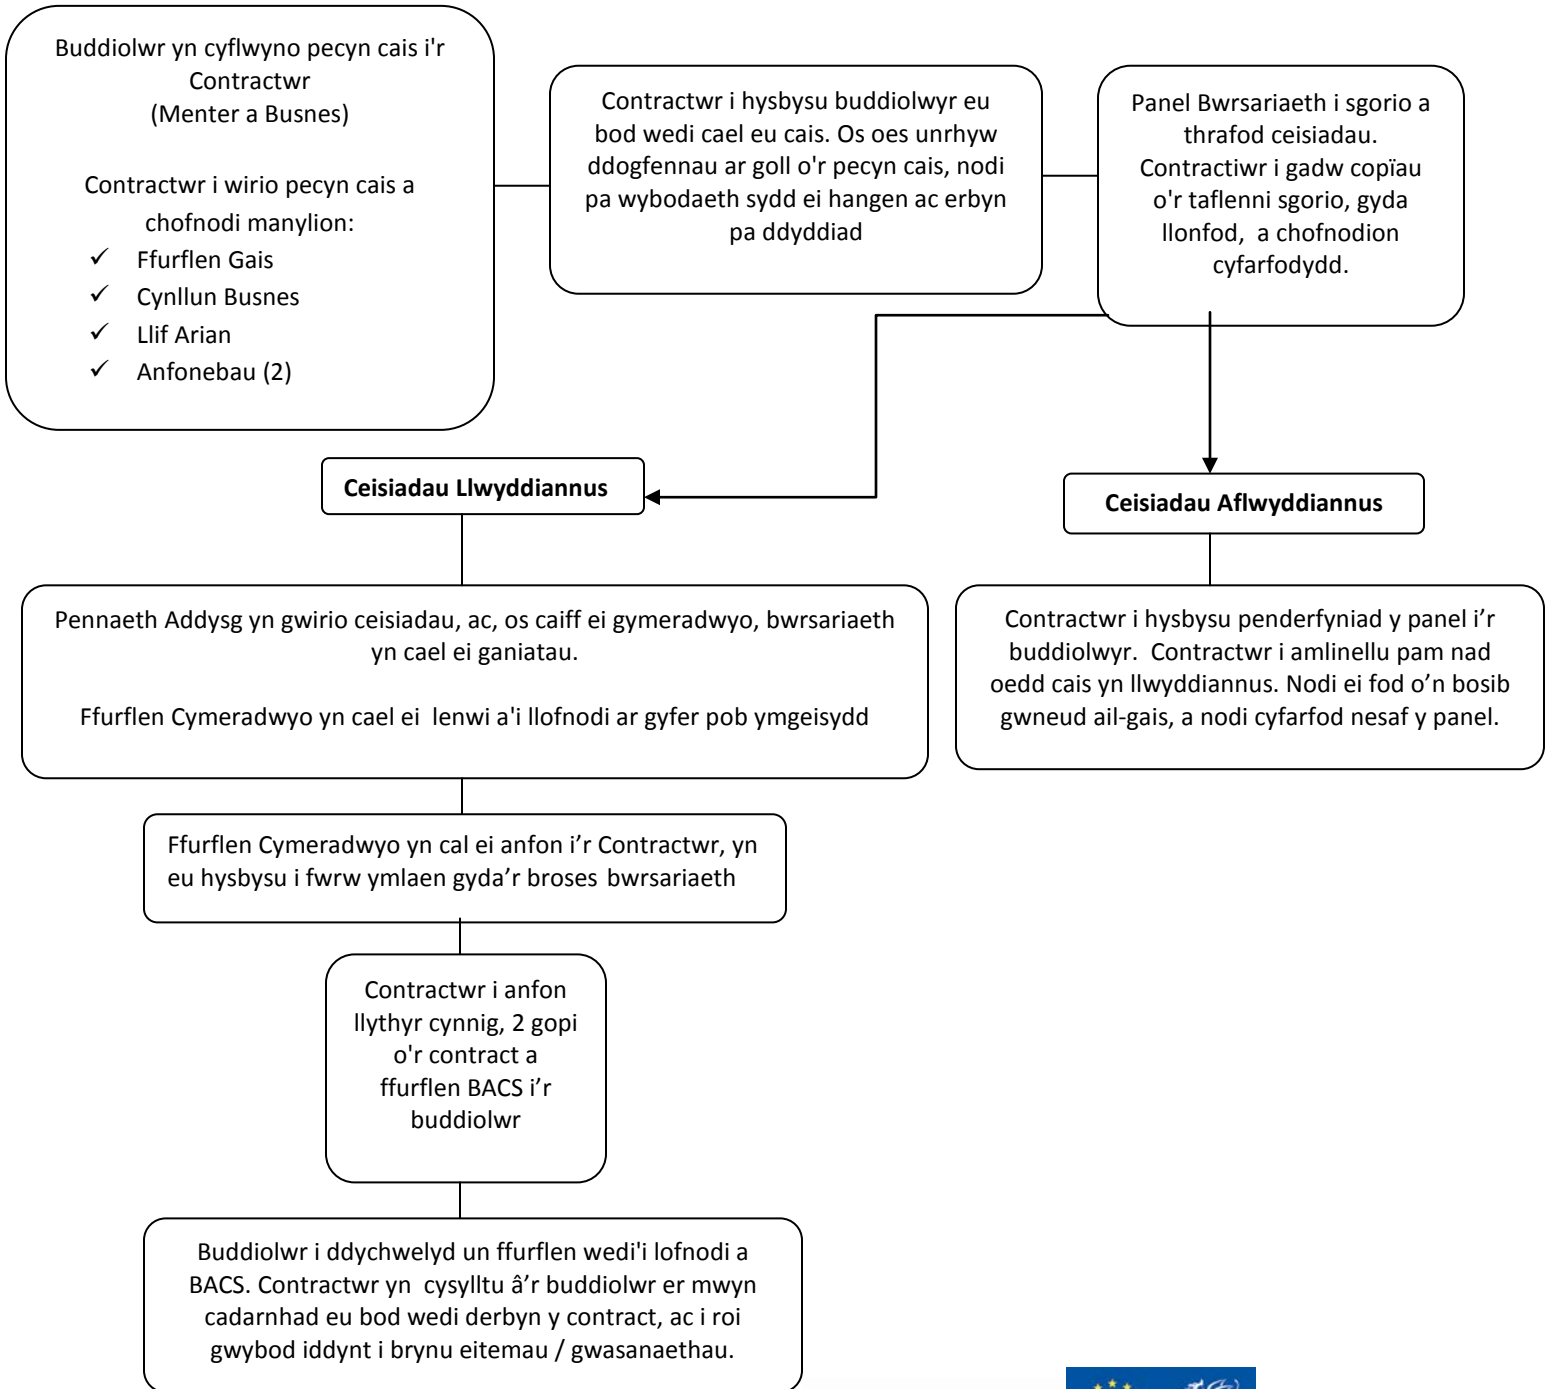 Buddiolwr yn cyflwyno pecyn cais i'r
Contractwr
(Menter a Busnes)
Contractwr i wirio pecyn cais a
chofnodi manylion:
✓ Ffurflen Gais
✓ Cynllun Busnes
✓ Llif Arian
✓ Anfonebau (2)
Contractwr i hysbysu buddiolwyr eu
bod wedi cael eu cais. Os oes unrhyw
ddogfennau ar goll o'r pecyn cais, nodi
pa wybodaeth sydd ei hangen ac erbyn
pa ddyddiad
Panel Bwrsariaeth i sgorio a
thrafod ceisiadau.
Contractiwr i gadw copïau
o'r taflenni sgorio, gyda
llonfod, a chofnodion
cyfarfodydd.
Ceisiadau Llwyddiannus
Ceisiadau Aflwyddiannus
Pennaeth Addysg yn gwirio ceisiadau, ac, os caiff ei gymeradwyo, bwrsariaeth
yn cael ei ganiatau.
Ffurflen Cymeradwyo yn cael ei lenwi a'i llofnodi ar gyfer pob ymgeisydd
Contractwr i hysbysu penderfyniad y panel i’r
buddiolwyr. Contractwr i amlinellu pam nad
oedd cais yn llwyddiannus. Nodi ei fod o’n bosib
gwneud ail-gais, a nodi cyfarfod nesaf y panel.
Ffurflen Cymeradwyo yn cal ei anfon i’r Contractwr, yn
eu hysbysu i fwrw ymlaen gyda’r broses bwrsariaeth
Contractwr i anfon
llythyr cynnig, 2 gopi
o'r contract a
ffurflen BACS i’r
buddiolwr
Buddiolwr i ddychwelyd un ffurflen wedi'i lofnodi a
BACS. Contractwr yn cysylltu â’r buddiolwr er mwyn
cadarnhad eu bod wedi derbyn y contract, ac i roi
gwybod iddynt i brynu eitemau / gwasanaethau.